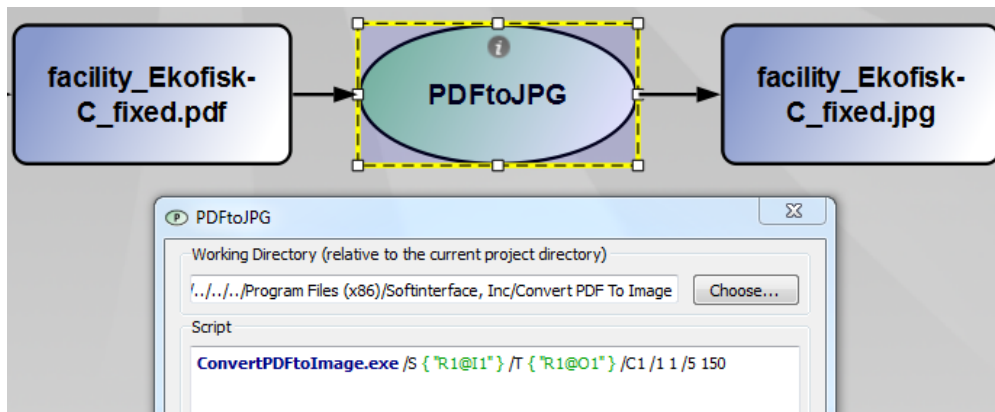 facility_Ekofisk-
C_fixed.pdf
PDFtoJPG
facility_Ekofisk-
C_fixed.jpg
PDFtoJPG
Working Directory (relative to the current project directory)
/../../../Program Files (x86)/Softinterface, Inc/Convert PDF To Image
Choose...
Script
ConvertPDFtoImage.exe /S { "R1@I1" } /T { "R1@O1" } /C1 /1 1 /5 150